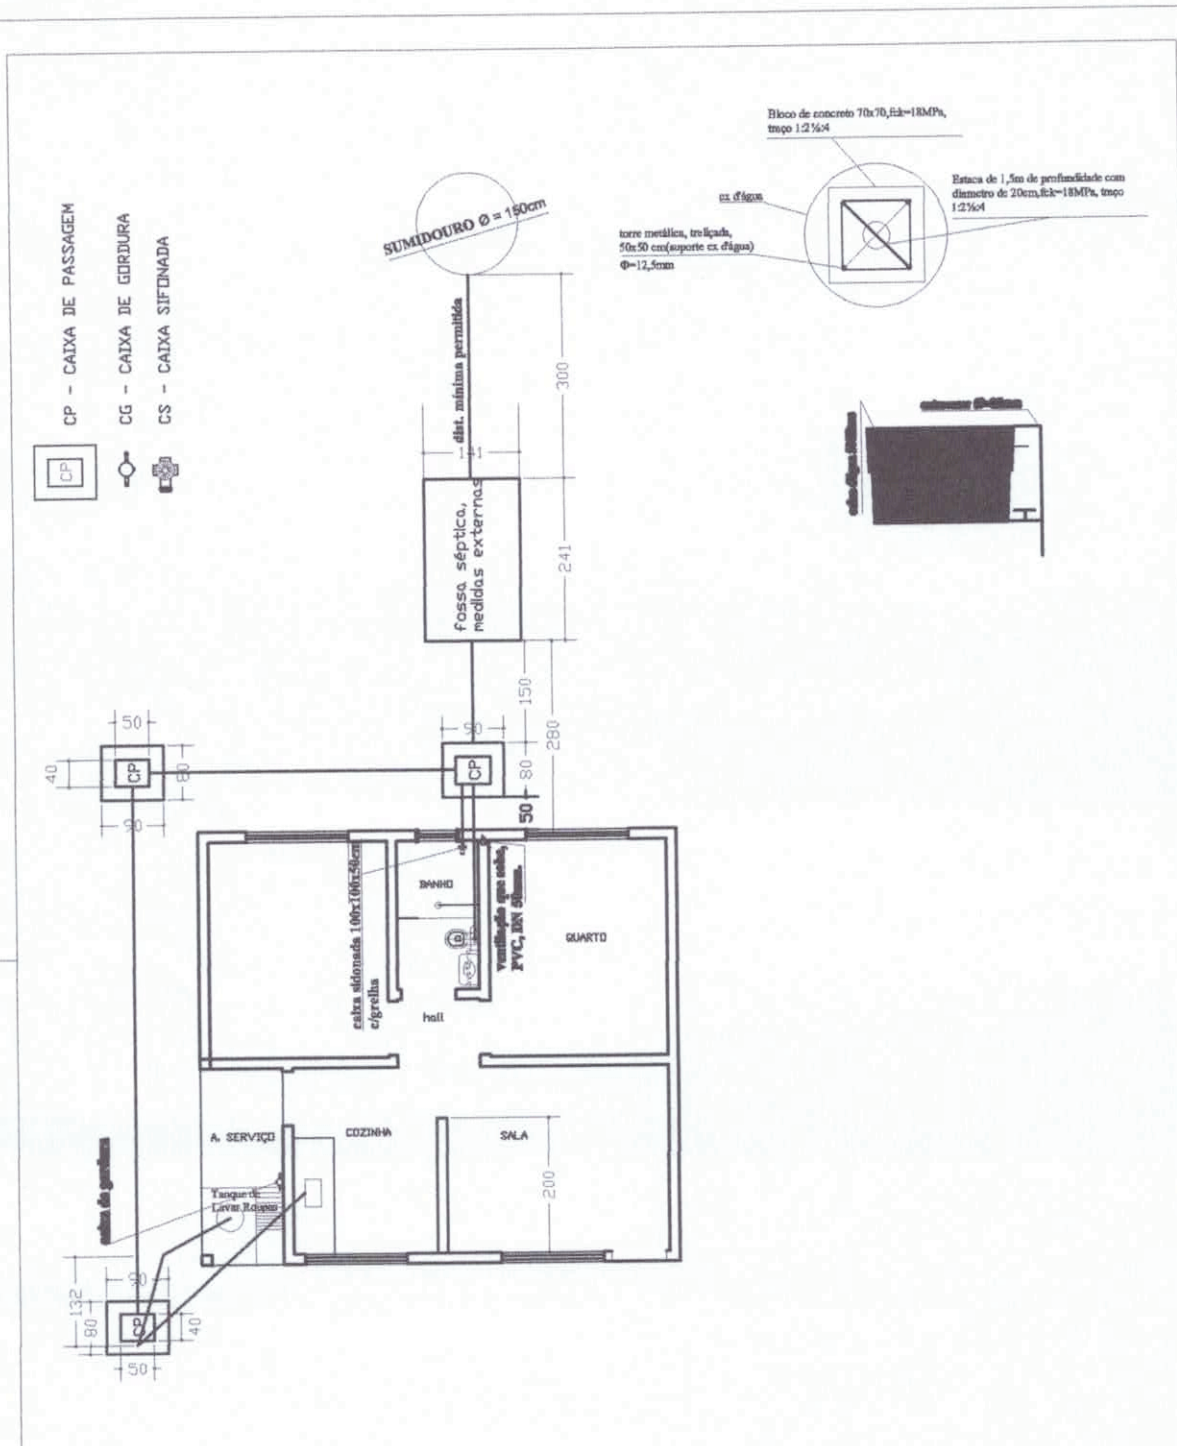 CP - CAIXA DE PASSAGEM
CG - CAIXA DE GORDURA
CS - CAIXA SIFONADA
CP
SUMIDOURO Ø = 150cm
Bloco de concreto 70x70,fck=18MPa,
traço 1:2½:4
Estaca de 1,5m de profundidade com
diametro de 20cm,fck=18MPa, traço
1:2½:4
cx d'água
torre metálica, treliçada,
50x50 cm(suporte cx d'água)
Φ=12,5mm
dist. mínima permitida
300
141
fossa séptica,
medidas externas
241
150
280
50
40
CP
80
90
90
CP
80
50
caixa sidonada 100x100x50cm
c/grelha
BANHO
ventilação que sobe,
PVC, DN 50mm.
QUARTO
hall
A. SERVIÇO
COZINHA
SALA
200
Tanque de
Lavar Roupas
caixa de gordura
132
90
80
CP
40
50